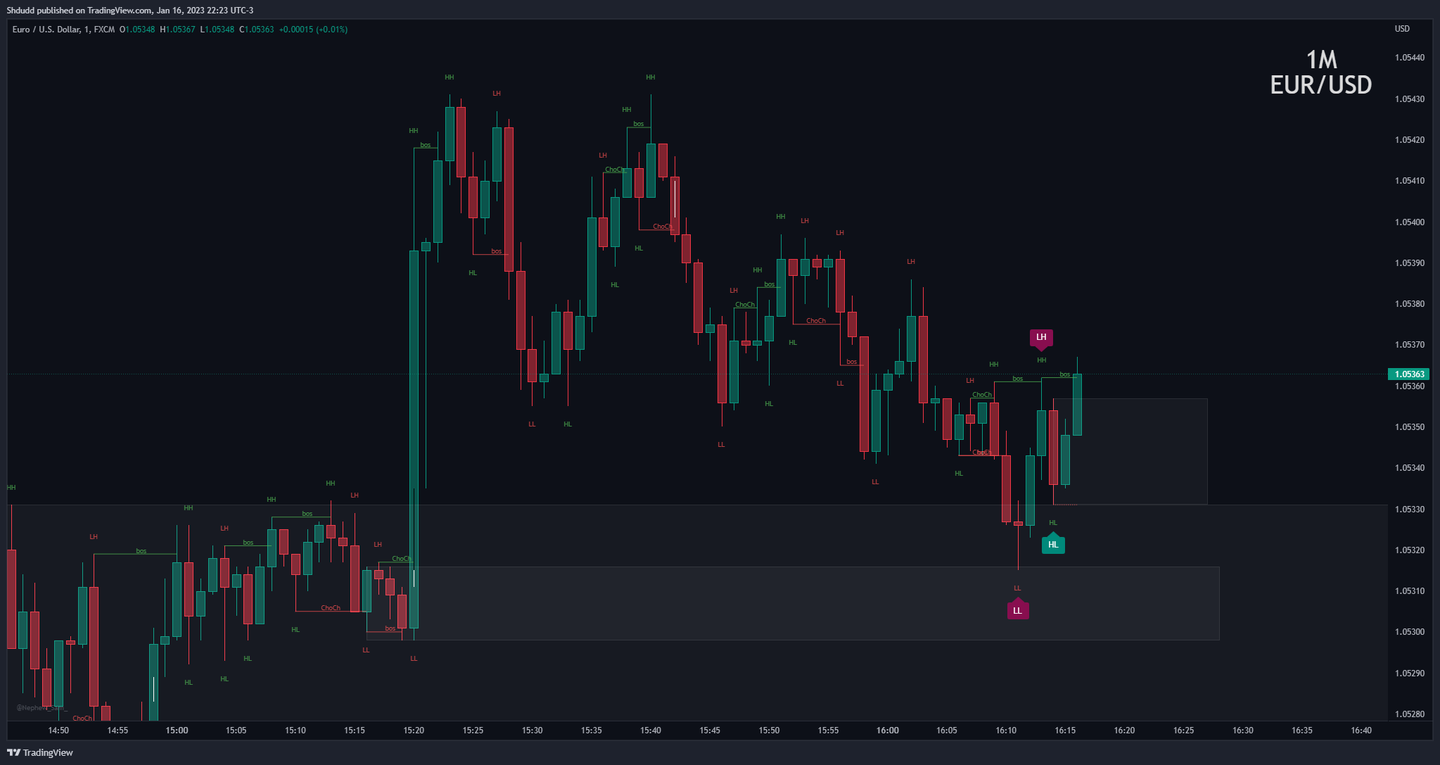 Shdudd published on TradingView.com, Jan 16, 2023 22:23 UTC-3
Euro / U.S. Dollar, 1, FXCM O1.05348 H1.05367 L1.05348 C1.05363 +0.00015 (+0.01%)
USD
1M
EUR/USD
1.05440
1.05430
1.05420
1.05410
1.05400
1.05390
1.05380
1.05370
1.05363
1.05360
1.05350
1.05340
1.05330
1.05320
1.05310
1.05300
1.05290
1.05280
HH
HH
LH
HH
bos
HH
bos
LH
ChoCh
ChoCh
bos
HL
HL
HL
HH
LH
LH
HH
bos
LH
ChoCh
ChoCh
HL
bos
LL
HL
LL
HL
LL
LH
LL
LH
HH
LH
HH
bos
bos
ChoCh
ChoCh
HL
HL
HL
LL
LL
HH
LH
bos
HH
HH
LH
bos
HH
bos
LH
bos
LH
ChoCh
ChoCh
bos
HL
HL
HL
HL
LL
LL
ChoCh
14:50 14:55 15:00 15:05 15:10 15:15 15:20 15:25 15:30 15:35 15:40 15:45 15:50 15:55 16:00 16:05 16:10 16:15 16:20 16:25 16:30 16:35 16:40
TradingView